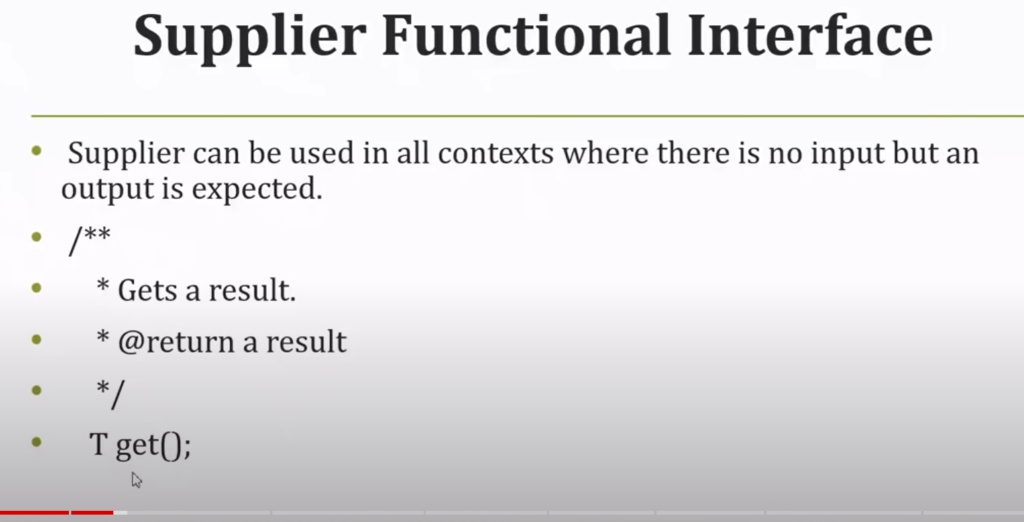 Supplier Functional Interface
• Supplier can be used in all contexts where there is no input but an
output is expected.
• /**
• * Gets a result.
• * @return a result
• */
• T get();